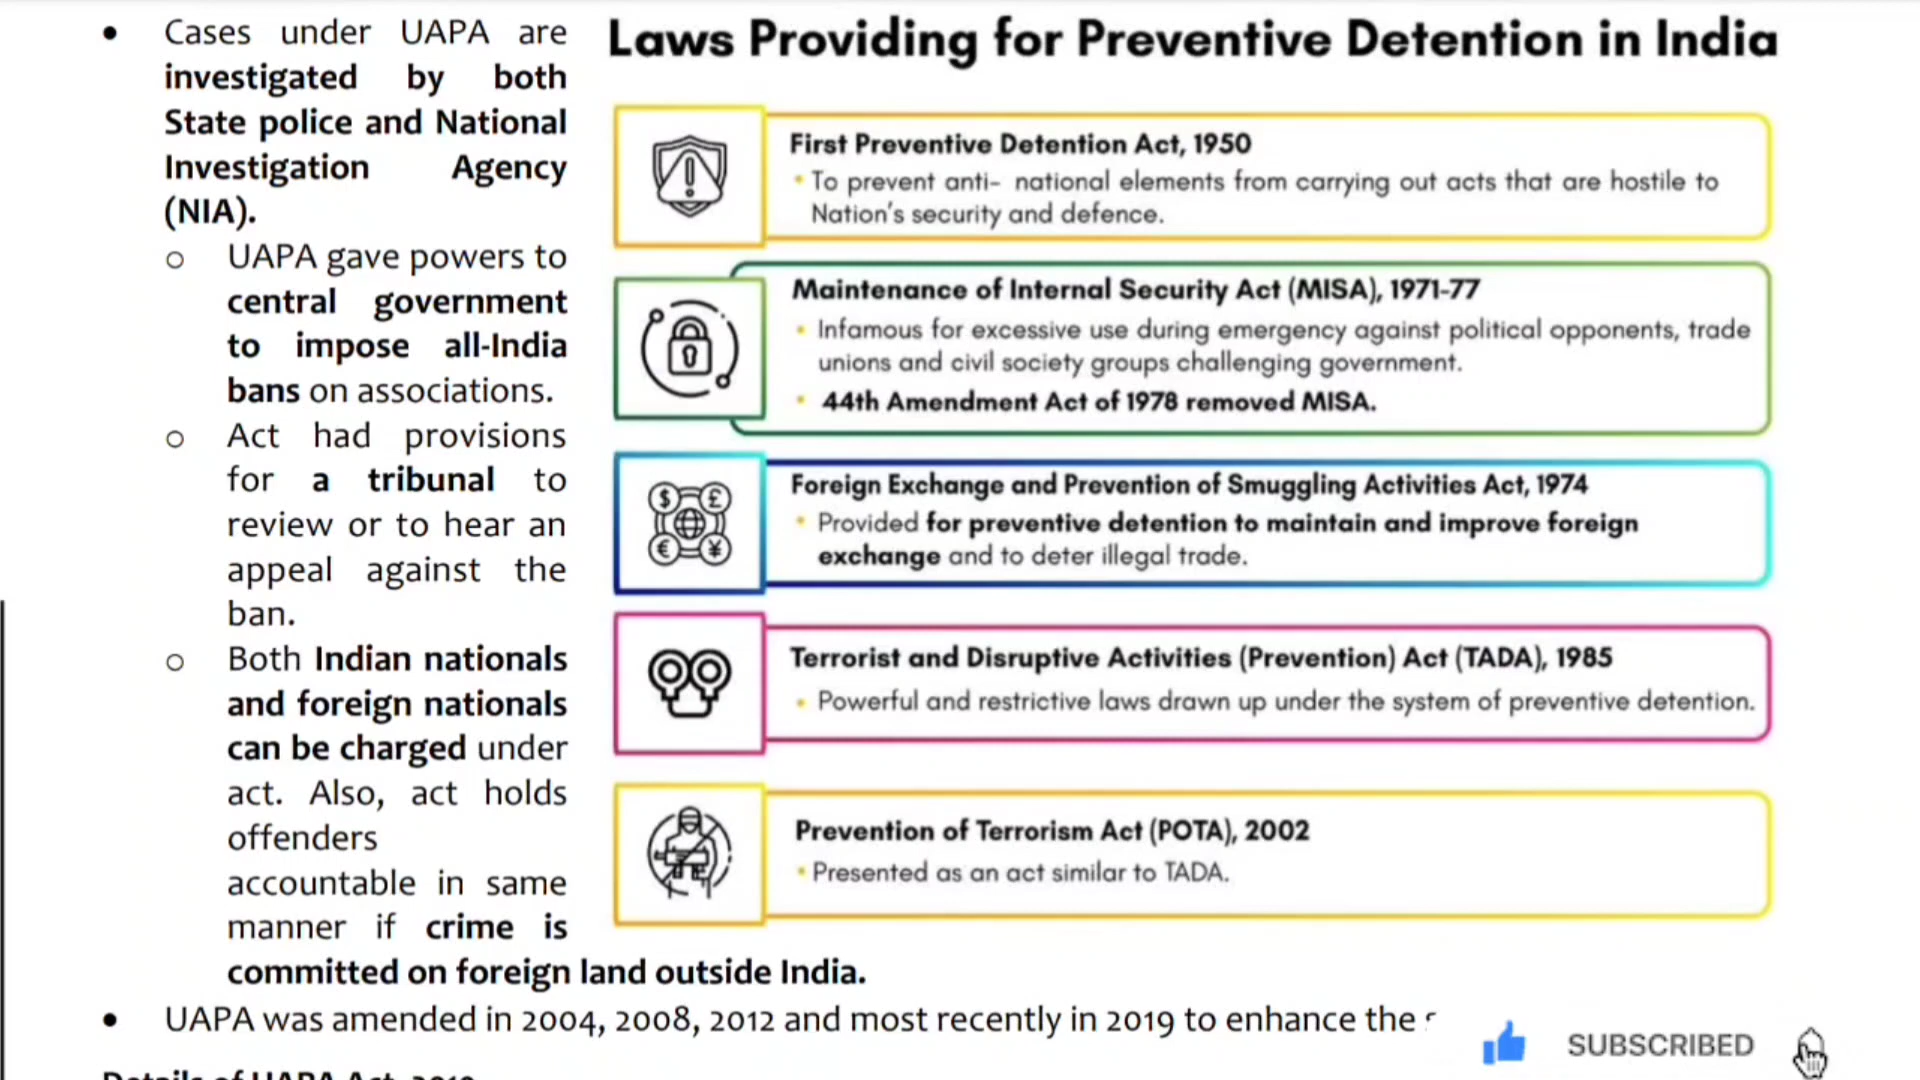 • Cases under UAPA are
investigated by both
State police and National
Investigation Agency
(NIA).
○ UAPA gave powers to
central government
to impose all-India
bans on associations.
○ Act had provisions
for a tribunal to
review or to hear an
appeal against the
ban.
○ Both Indian nationals
and foreign nationals
can be charged under
act. Also, act holds
offenders
accountable in same
manner if crime is
committed on foreign land outside India.
• UAPA was amended in 2004, 2008, 2012 and most recently in 2019 to enhance the
Laws Providing for Preventive Detention in India
First Preventive Detention Act, 1950
• To prevent anti- national elements from carrying out acts that are hostile to
Nation's security and defence.
Maintenance of Internal Security Act (MISA), 1971-77
• Infamous for excessive use during emergency against political opponents, trade
unions and civil society groups challenging government.
• 44th Amendment Act of 1978 removed MISA.
Foreign Exchange and Prevention of Smuggling Activities Act, 1974
• Provided for preventive detention to maintain and improve foreign
exchange and to deter illegal trade.
Terrorist and Disruptive Activities (Prevention) Act (TADA), 1985
• Powerful and restrictive laws drawn up under the system of preventive detention.
Prevention of Terrorism Act (POTA), 2002
• Presented as an act similar to TADA.
SUBSCRIBED
Details of UAPA Act, 2019